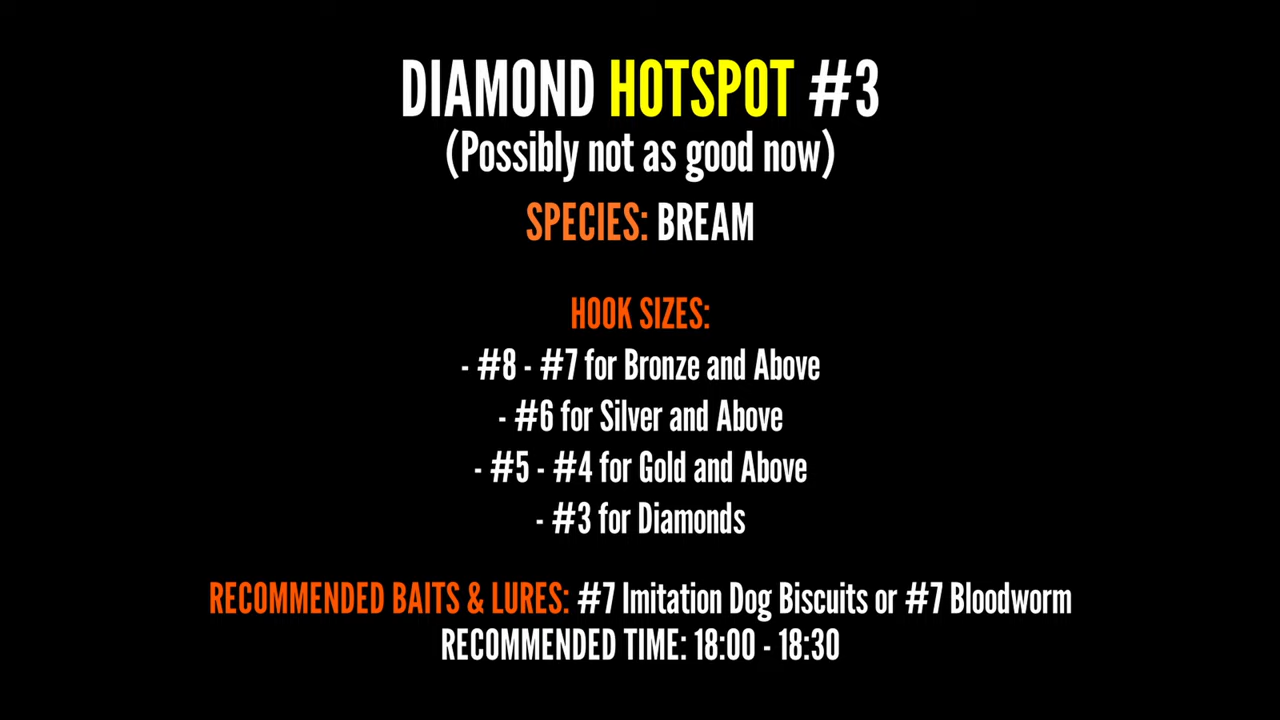 DIAMOND HOTSPOT #3
(Possibly not as good now)
SPECIES: BREAM
HOOK SIZES:
- #8 - #7 for Bronze and Above
- #6 for Silver and Above
- #5 - #4 for Gold and Above
- #3 for Diamonds
RECOMMENDED BAITS & LURES: #7 Imitation Dog Biscuits or #7 Bloodworm
RECOMMENDED TIME: 18:00 - 18:30